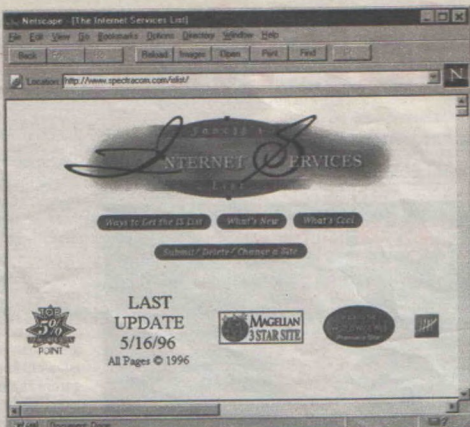 Netscape - [The Internet Services List]
File Edit View Go Bookmarks Options Directory Window Help
Back Reload Images Open Print Find
Location: http://www.spectracom.com/islist/
N
INTERNET SERVICES
List
Ways to Get the IS List What's New What's Cool
Submit/Delete/Change a Site
TOP
5%
POINT
LAST
UPDATE
5/16/96
All Pages © 1996
MAGELLAN
3 STAR SITE
Document: Done